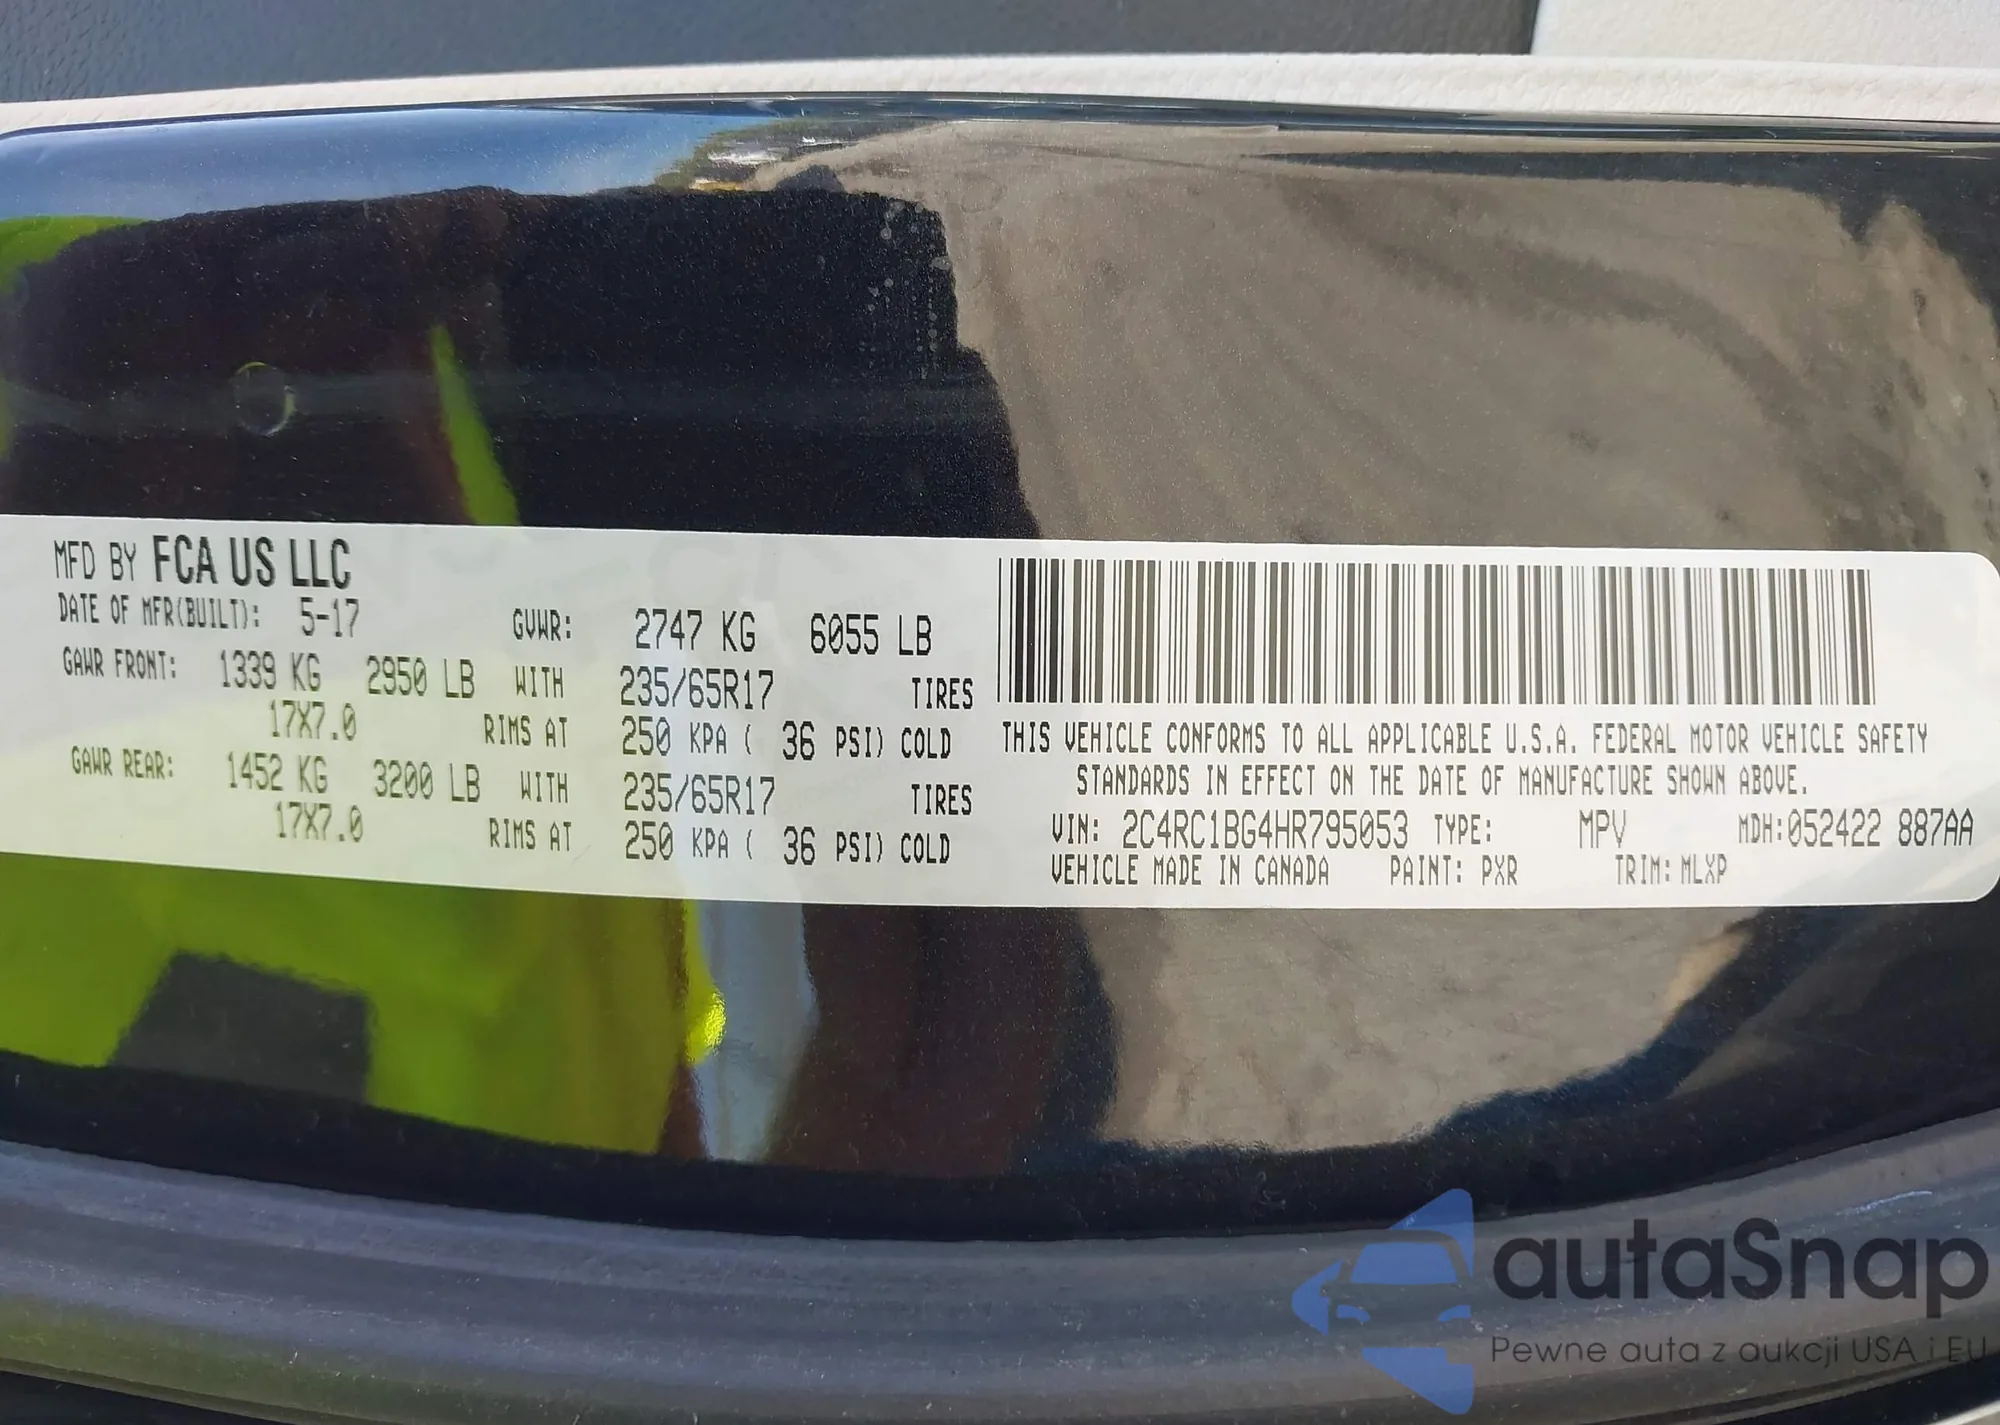 MFD BY FCA US LLC
DATE OF MFR(BUILT): 5-17 GVWR: 2747 KG 6055 LB
GAWR FRONT: 1339 KG 2950 LB WITH 235/65R17 TIRES
17X7.0 RIMS AT 250 KPA ( 36 PSI) COLD
GAWR REAR: 1452 KG 3200 LB WITH 235/65R17 TIRES
17X7.0 RIMS AT 250 KPA ( 36 PSI) COLD
THIS VEHICLE CONFORMS TO ALL APPLICABLE U.S.A. FEDERAL MOTOR VEHICLE SAFETY
STANDARDS IN EFFECT ON THE DATE OF MANUFACTURE SHOWN ABOVE.
VIN: 2C4RC1BG4HR795053 TYPE: MPV MDH:052422 887AA
VEHICLE MADE IN CANADA PAINT: PXR TRIM: MLXP
autaSnap
Pewne auta z aukcji USA i EU